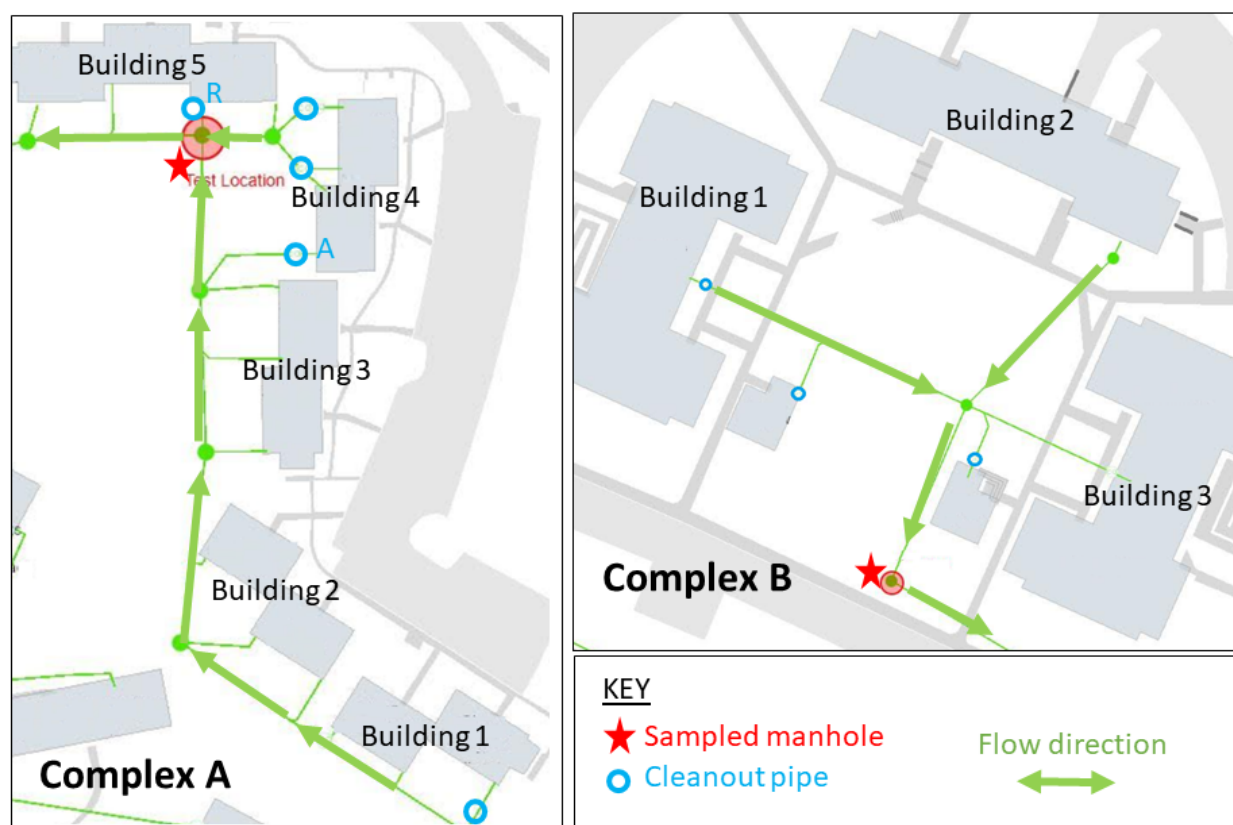 Building 5
R
Test Location
Building 4
A
Building 3
Building 2
Building 1
Complex A
Building 2
Building 1
Building 3
Complex B
KEY
Sampled manhole
Cleanout pipe
Flow direction